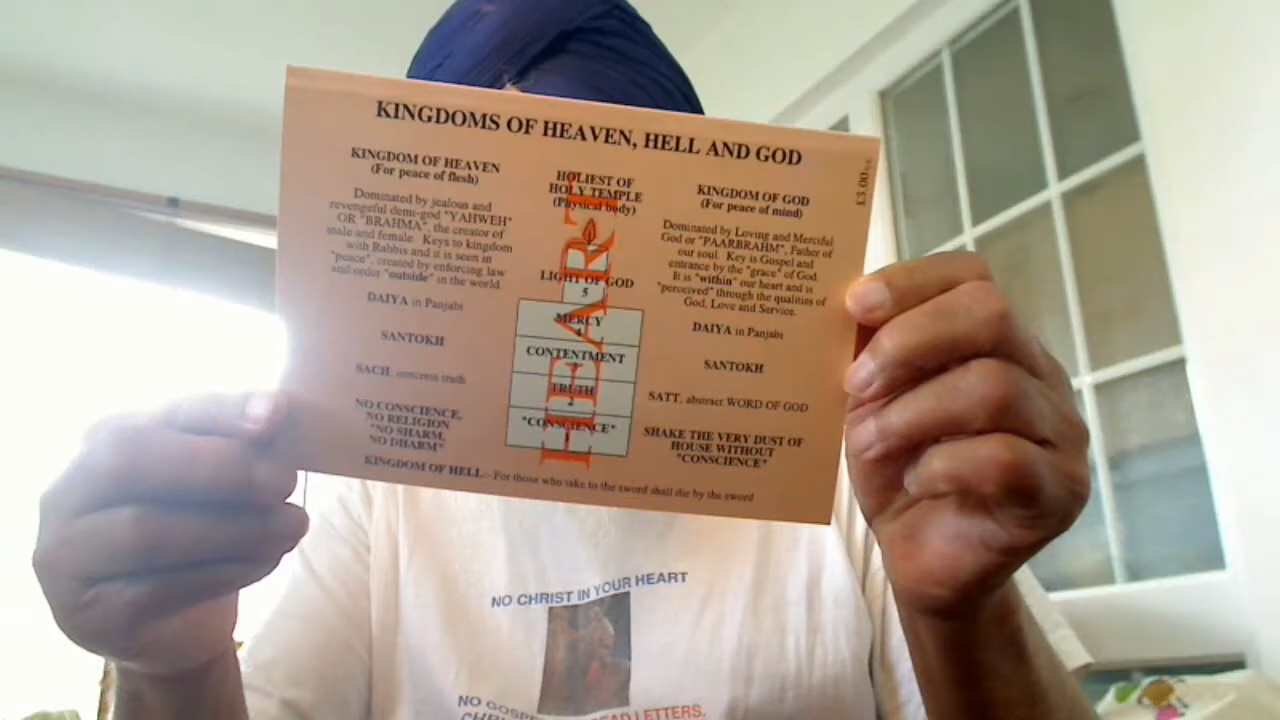 KINGDOMS OF HEAVEN, HELL AND GOD
£3.00
KINGDOM OF HEAVEN
(For peace of flesh)
Dominated by jealous and
revengeful demi-god "YAHWEH"
OR "BRAHMA", the creator of
male and female. Keys to kingdom
with Rabbis and it is seen in
"peace", created by enforcing law
and order "outside" in the world.
DAIYA in Panjabi
SANTOKH
SACH, concrete truth
NO CONSCIENCE,
NO RELIGION
"NO SHARM,
NO DHARM"
HOLIEST OF
HOLY TEMPLE
(Physical body)
HEART
LIGHT OF GOD
5
MERCY
4
CONTENTMENT
TRUTH
2
"CONSCIENCE"
KINGDOM OF GOD
(For peace of mind)
Dominated by Loving and Merciful
God or "PAARBRAHM", Father of
our soul. Key is Gospel and
entrance by the "grace" of God.
It is "within" our heart and is
"perceived" through the qualities of
God, Love and Service.
DAIYA in Panjabi
SANTOKH
SATT, abstract WORD OF GOD
SHAKE THE VERY DUST OF
HOUSE WITHOUT
"CONSCIENCE"
KINGDOM OF HELL – For those who take to the sword shall die by the sword
NO CHRIST IN YOUR HEART
LETTERS.